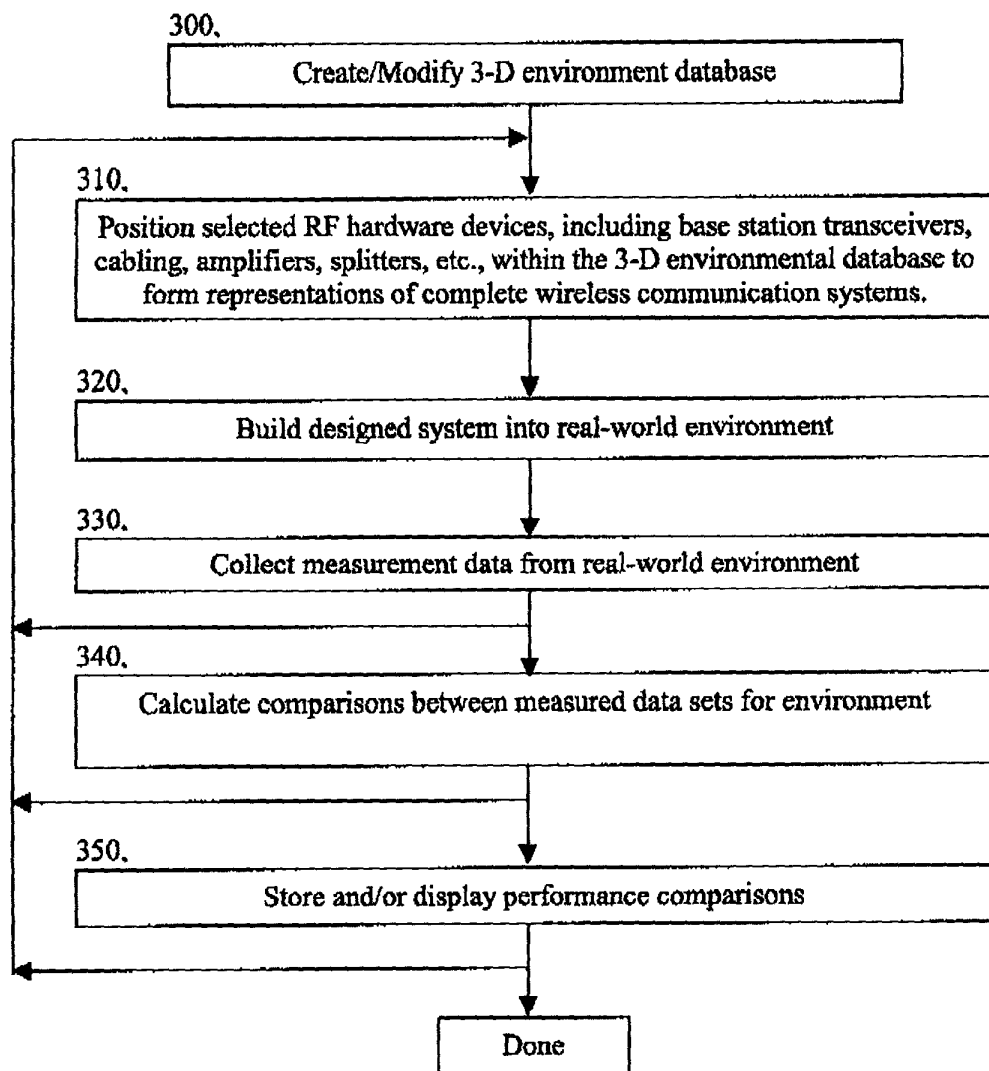 300.
Create/Modify 3-D environment database
310.
Position selected RF hardware devices, including base station transceivers,
cabling, amplifiers, splitters, etc., within the 3-D environmental database to
form representations of complete wireless communication systems.
320.
Build designed system into real-world environment
330.
Collect measurement data from real-world environment
340.
Calculate comparisons between measured data sets for environment
350.
Store and/or display performance comparisons
Done